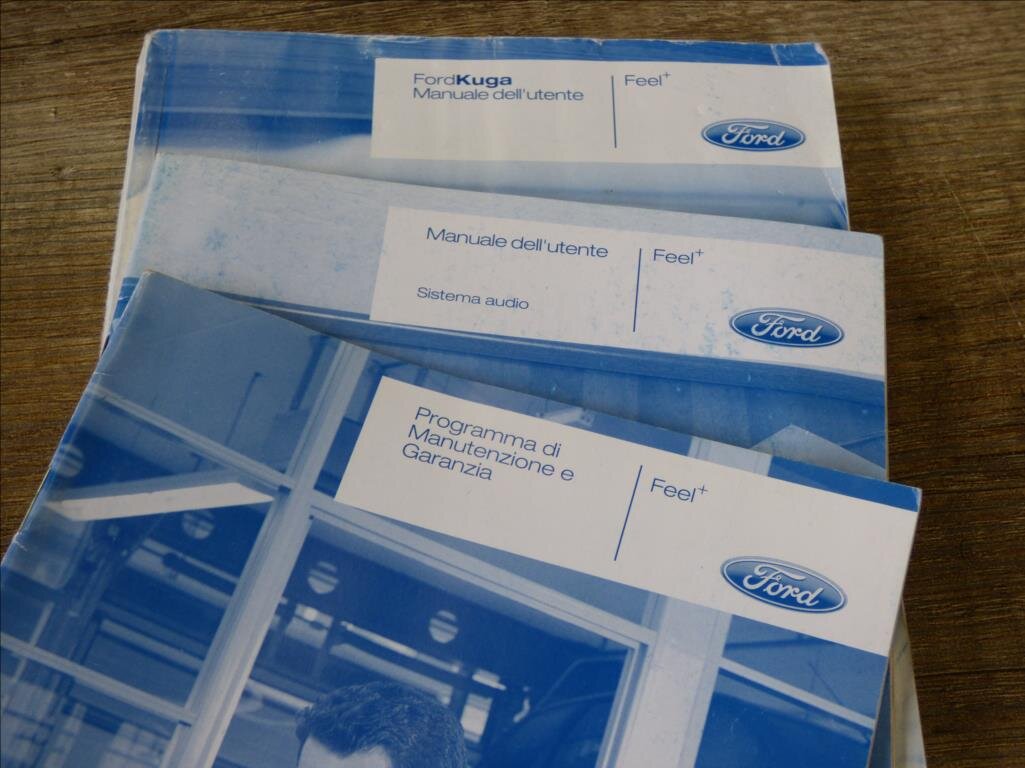 FordKuga
Manuale dell'utente
Feel+
Ford
Manuale dell'utente
Sistema audio
Feel+
Ford
Programma di
Manutenzione e
Garanzia
Feel+
Ford